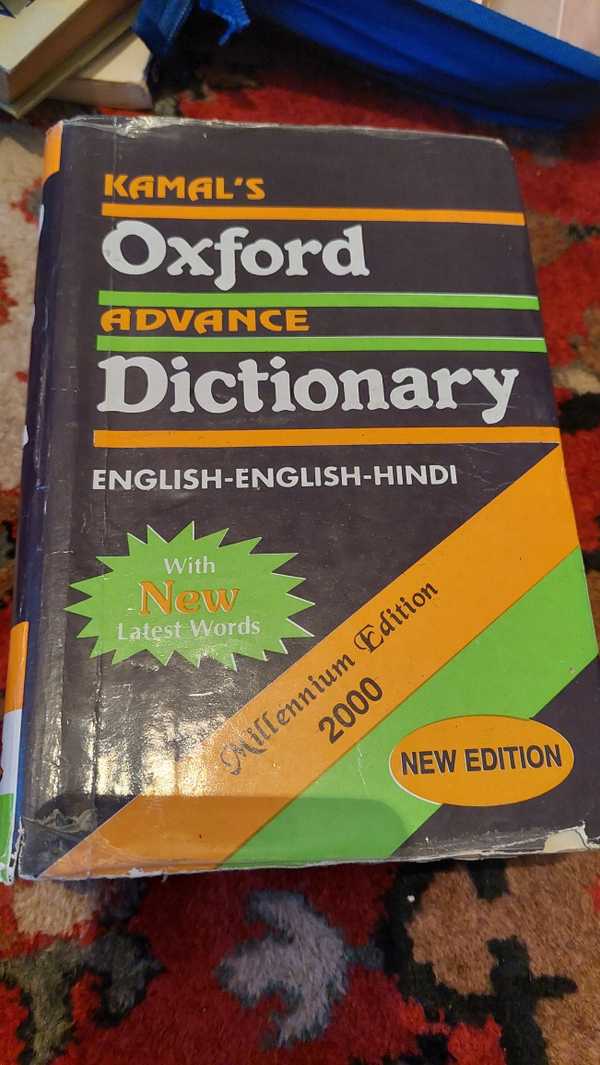 KAMAL'S
Oxford
ADVANCE
Dictionary
ENGLISH-ENGLISH-HINDI
With
New
Latest Words
Millennium Edition
2000
NEW EDITION